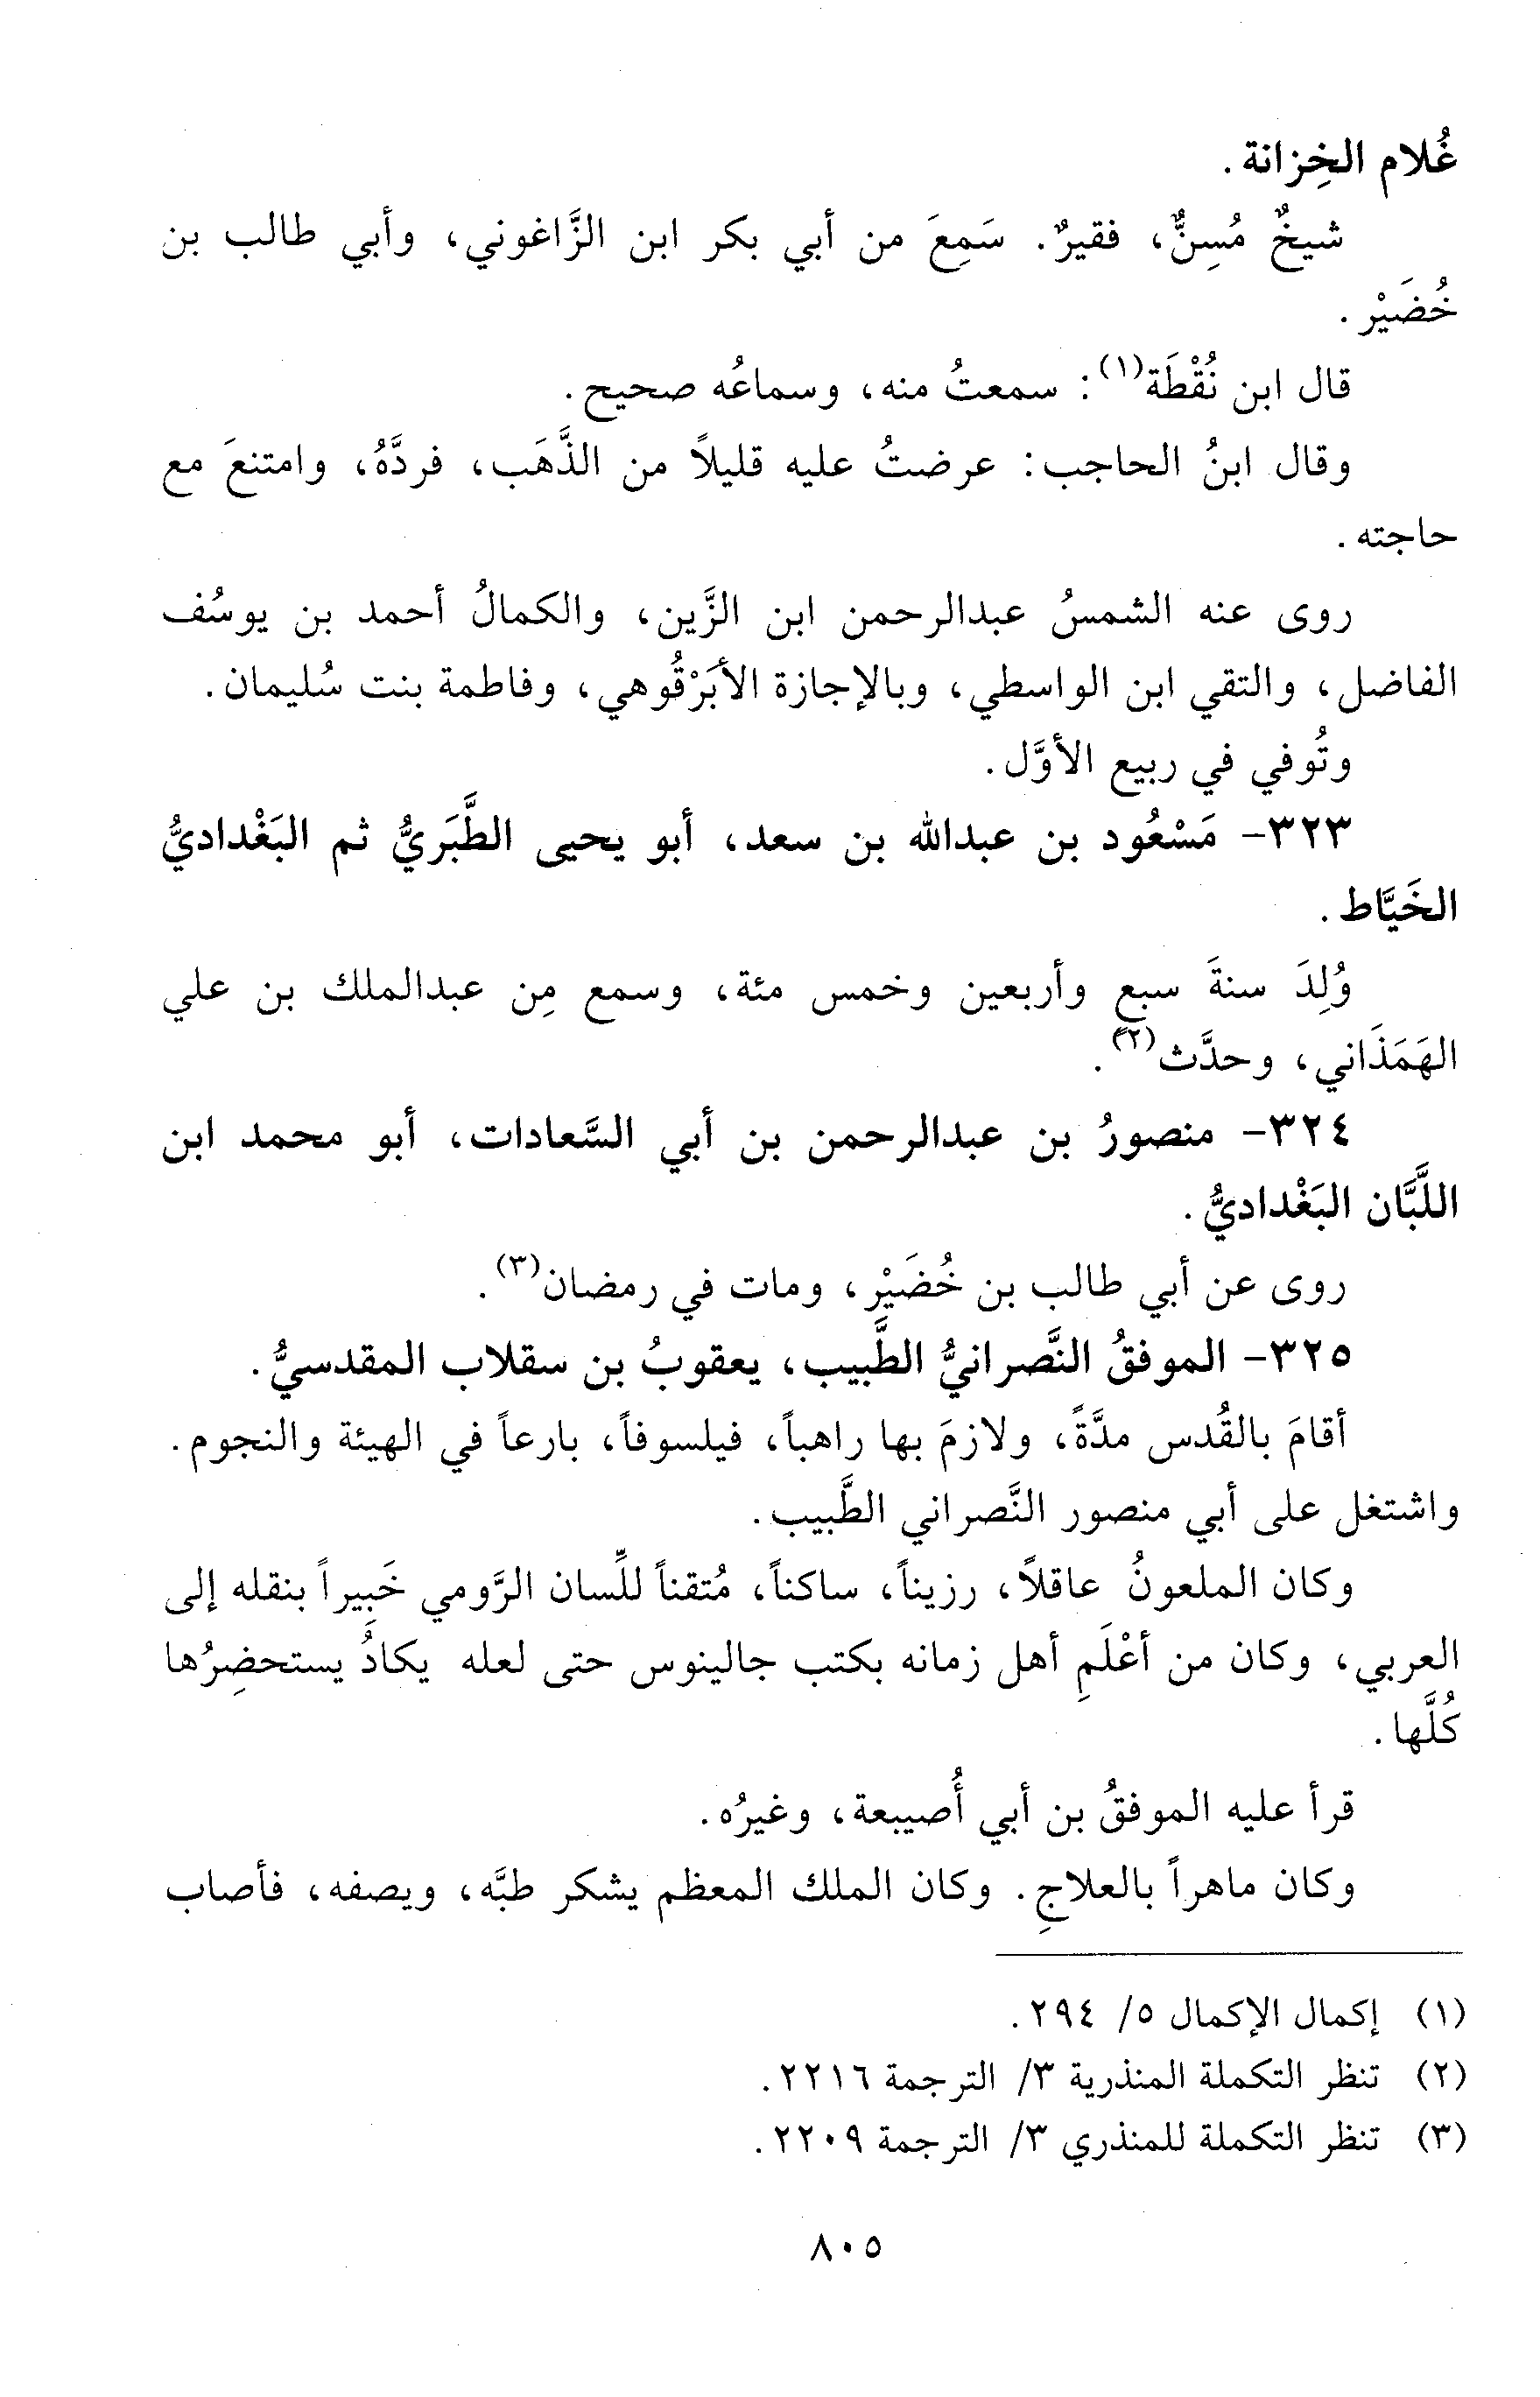 غُلام الخِزانة.
شيخٌ مُسِنٌّ، فقيرٌ. سَمِعَ من أبي بكر ابن الزَّاغوني، وأبي طالب بن
خُضَيْر.
قال ابن نُقْطَة(١): سمعتُ منه، وسماعُه صحيح.
وقال ابنُ الحاجب: عرضتُ عليه قليلاً من الذَّهَب، فردَّهُ، وامتنعَ مع
حاجته.
روى عنه الشمسُ عبدالرحمن ابن الزَّين، والكمالُ أحمد بن يوسُف
الفاضل، والتقي ابن الواسطي، وبالإجازة الأبَرْقُوهي، وفاطمة بنت سُليمان.
وتُوفي في ربيع الأوَّل.
٣٢٣- مَسْعُود بن عبدالله بن سعد، أبو يحيى الطَّبَريُّ ثم البَغْداديُّ
الخَيَّاط.
وُلِدَ سنةَ سبع وأربعين وخمس مئة، وسمع مِن عبدالملك بن علي
الهَمَذَاني، وحدَّث(٢).
٣٢٤- منصورُ بن عبدالرحمن بن أبي السَّعادات، أبو محمد ابن
اللَّبَّان البَغْداديُّ.
روى عن أبي طالب بن خُضَيْر، ومات في رمضان(٣).
٣٢٥- الموفقُ النَّصرانيُّ الطَّبيب، يعقوبُ بن سقلاب المقدسيُّ.
أقامَ بالقُدس مدَّةً، ولازمَ بها راهباً، فيلسوفاً، بارعاً في الهيئة والنجوم.
واشتغل على أبي منصور النَّصراني الطَّبيب.
وكان الملعونُ عاقلاً، رزيناً، ساكناً، مُتقناً للِّسان الرَّومي خَبِيراً بنقله إلى
العربي، وكان من أعْلَمِ أهل زمانه بكتب جالينوس حتى لعله يكادُ يستحضِرُها
كُلَّها.
قرأ عليه الموفقُ بن أبي أُصيبعة، وغيرُه.
وكان ماهراً بالعلاجِ. وكان الملك المعظم يشكر طبَّه، ويصفه، فأصاب
(١) إكمال الإكمال ٥/ ٢٩٤.
(٢) تنظر التكملة المنذرية ٣/ الترجمة ٢٢١٦.
(٣) تنظر التكملة للمنذري ٣/ الترجمة ٢٢٠٩.
٨٠٥